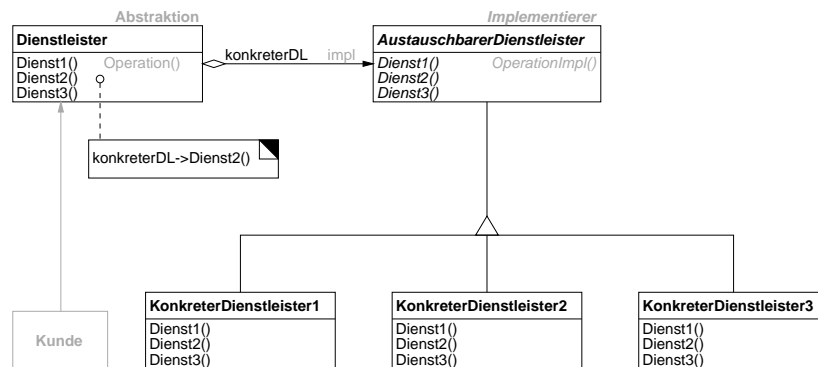 Abstraktion
Implementierer
Dienstleister
konkreterDL
impl
AustauschbarerDienstleister
Dienst1()
Operation()
Dienst2()
Dienst3()
Dienst1()
OperationImpl()
Dienst2()
Dienst3()
konkreterDL->Dienst2()
Kunde
KonkreterDienstleister1
Dienst1()
Dienst2()
Dienst3()
KonkreterDienstleister2
Dienst1()
Dienst2()
Dienst3()
KonkreterDienstleister3
Dienst1()
Dienst2()
Dienst3()